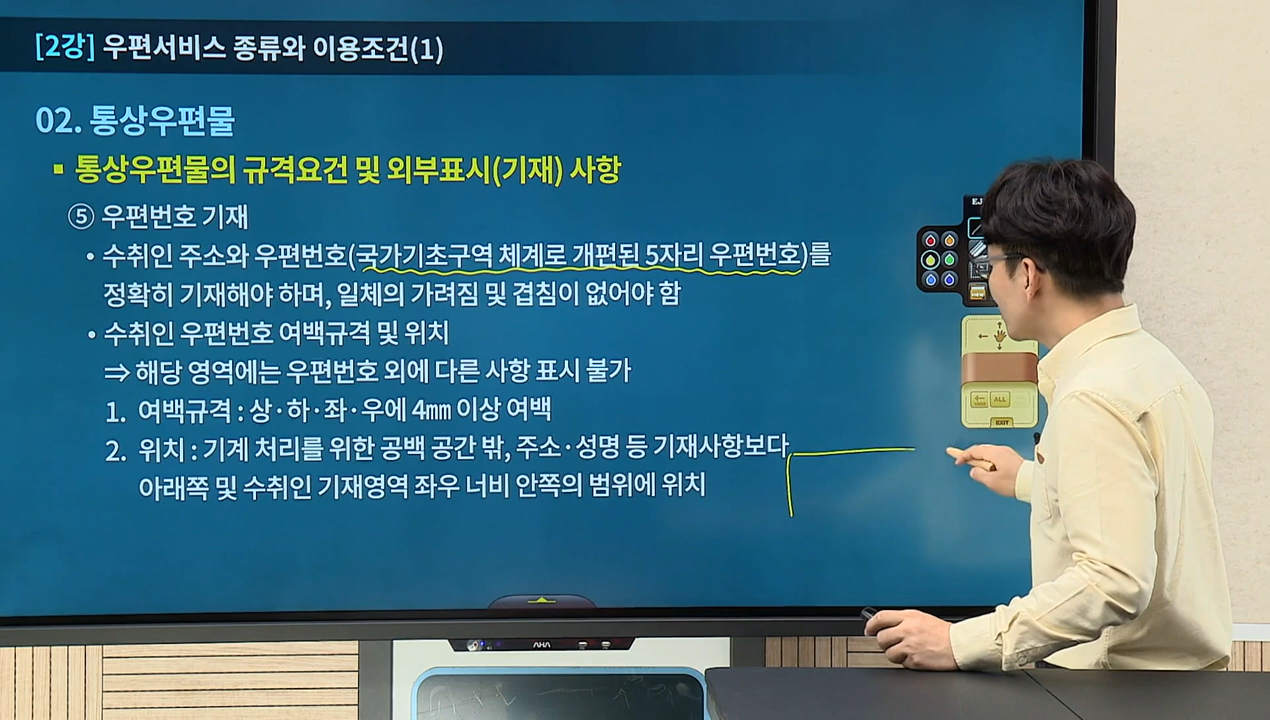 [2강] 우편서비스 종류와 이용조건(1)
02. 통상우편물
▪ 통상우편물의 규격요건 및 외부표시(기재) 사항
⑤ 우편번호 기재
• 수취인 주소와 우편번호(국가기초구역 체계로 개편된 5자리 우편번호)를
정확히 기재해야 하며, 일체의 가려짐 및 겹침이 없어야 함
• 수취인 우편번호 여백규격 및 위치
⇒ 해당 영역에는 우편번호 외에 다른 사항 표시 불가
1. 여백규격 : 상·하·좌·우에 4㎜ 이상 여백
2. 위치 : 기계 처리를 위한 공백 공간 밖, 주소·성명 등 기재사항보다
아래쪽 및 수취인 기재영역 좌우 너비 안쪽의 범위에 위치
EJ
VIEW
ALL
EXIT
AHA